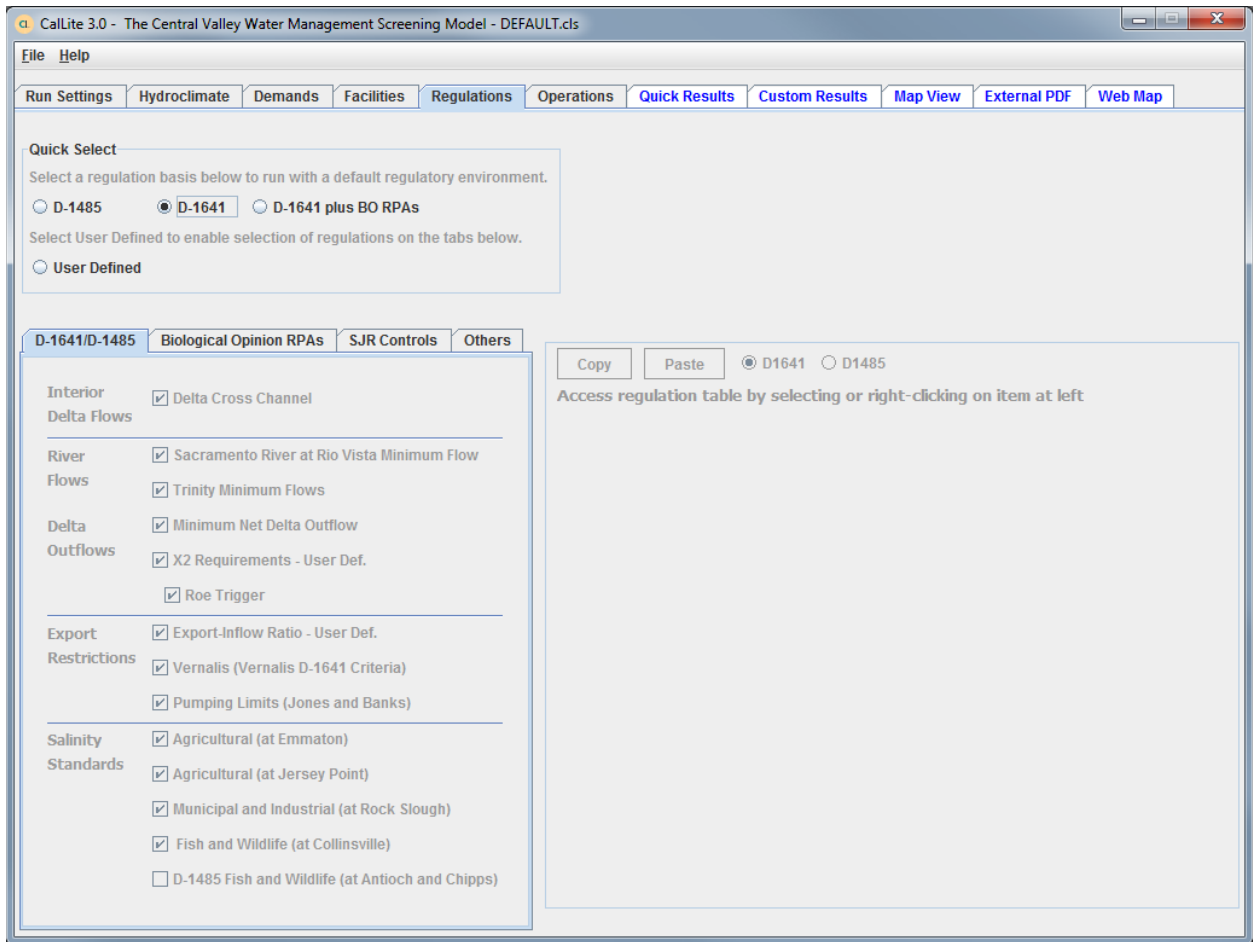 CL CalLite 3.0 - The Central Valley Water Management Screening Model - DEFAULT.cls
File Help
Run Settings Hydroclimate Demands Facilities Regulations Operations Quick Results Custom Results Map View External PDF Web Map
Quick Select
Select a regulation basis below to run with a default regulatory environment.
D-1485 D-1641 D-1641 plus BO RPAs
Select User Defined to enable selection of regulations on the tabs below.
User Defined
D-1641/D-1485 Biological Opinion RPAs SJR Controls Others
Interior
Delta Flows
Delta Cross Channel
River
Flows
Sacramento River at Rio Vista Minimum Flow
Trinity Minimum Flows
Delta
Outflows
Minimum Net Delta Outflow
X2 Requirements - User Def.
Roe Trigger
Export
Restrictions
Export-Inflow Ratio - User Def.
Vernalis (Vernalis D-1641 Criteria)
Pumping Limits (Jones and Banks)
Salinity
Standards
Agricultural (at Emmaton)
Agricultural (at Jersey Point)
Municipal and Industrial (at Rock Slough)
Fish and Wildlife (at Collinsville)
D-1485 Fish and Wildlife (at Antioch and Chipps)
Copy Paste D1641 D1485
Access regulation table by selecting or right-clicking on item at left